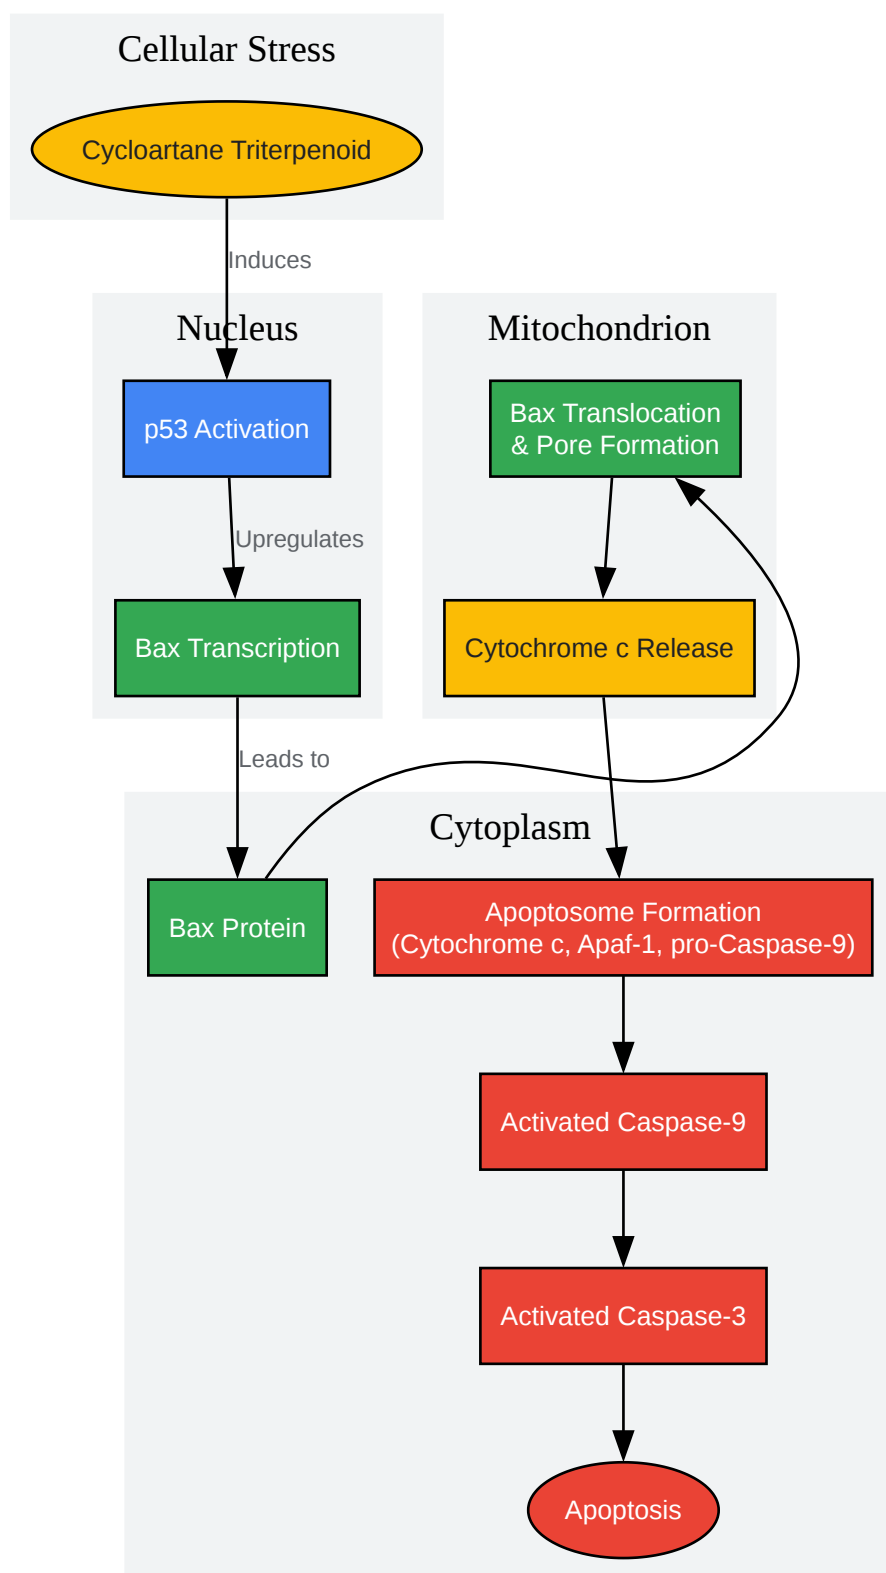 Cellular Stress
Cycloartane Triterpenoid
Induces
Nucleus
p53 Activation
Upregulates
Bax Transcription
Leads to
Mitochondrion
Bax Translocation
& Pore Formation
Cytochrome c Release
Cytoplasm
Bax Protein
Apoptosome Formation
(Cytochrome c, Apaf-1, pro-Caspase-9)
Activated Caspase-9
Activated Caspase-3
Apoptosis